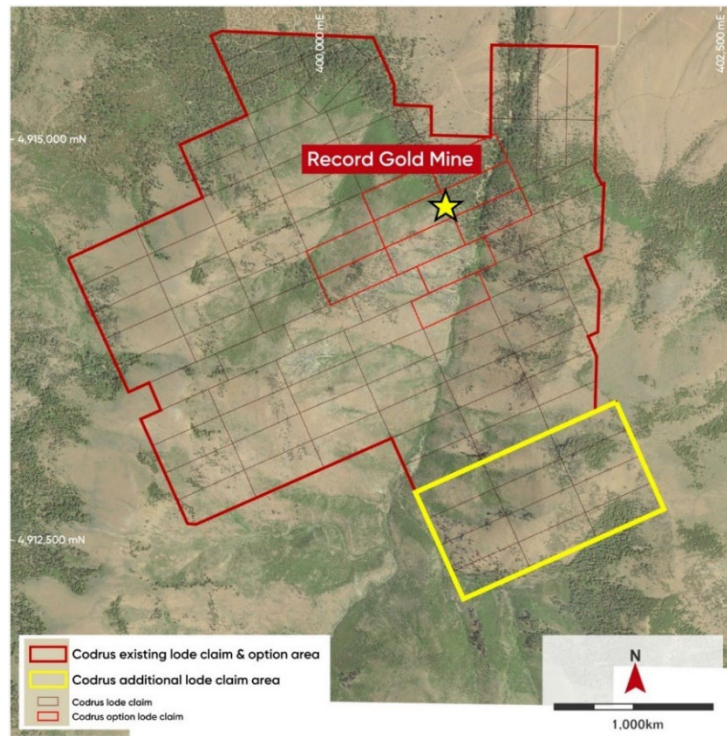 400,000 mE
402,500 mE
4,915,000 mN
Record Gold Mine
4,912,500 mN
Codrus existing lode claim & option area
Codrus additional lode claim area
Codrus lode claim
Codrus option lode claim
N
1,000km